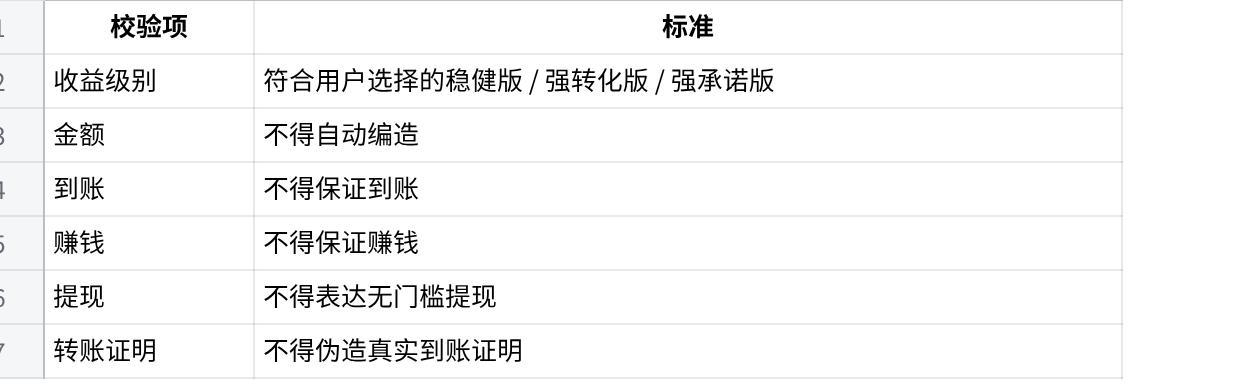 校验项 标准
收益级别 符合用户选择的稳健版 / 强转化版 / 强承诺版
金额 不得自动编造
到账 不得保证到账
赚钱 不得保证赚钱
提现 不得表达无门槛提现
转账证明 不得伪造真实到账证明